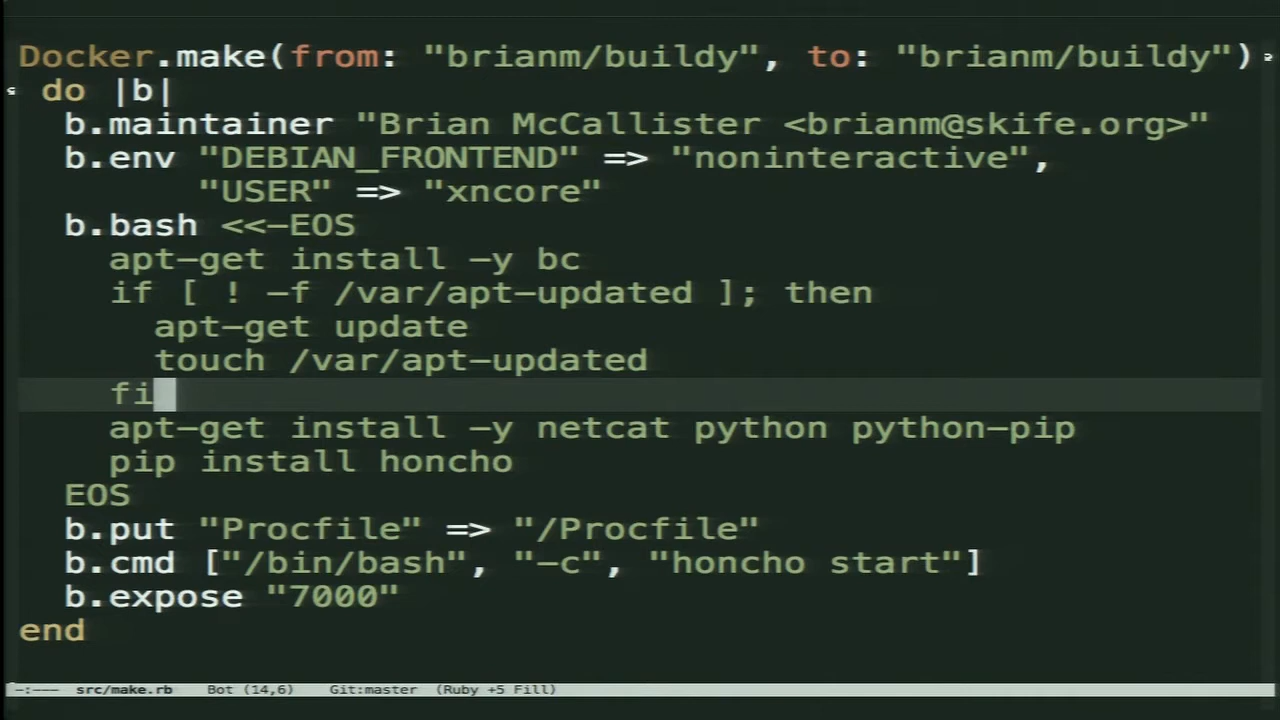 Docker.make(from: "brianm/buildy", to: "brianm/buildy")
do |b|
b.maintainer "Brian McCallister <brianm@skife.org>"
b.env "DEBIAN_FRONTEND" => "noninteractive",
"USER" => "xncore"
b.bash <<-EOS
apt-get install -y bc
if [ ! -f /var/apt-updated ]; then
apt-get update
touch /var/apt-updated
fi
apt-get install -y netcat python python-pip
pip install honcho
EOS
b.put "Procfile" => "/Procfile"
b.cmd ["/bin/bash", "-c", "honcho start"]
b.expose "7000"
end
-:--- src/make.rb Bot (14,6) Git:master (Ruby +5 Fill)